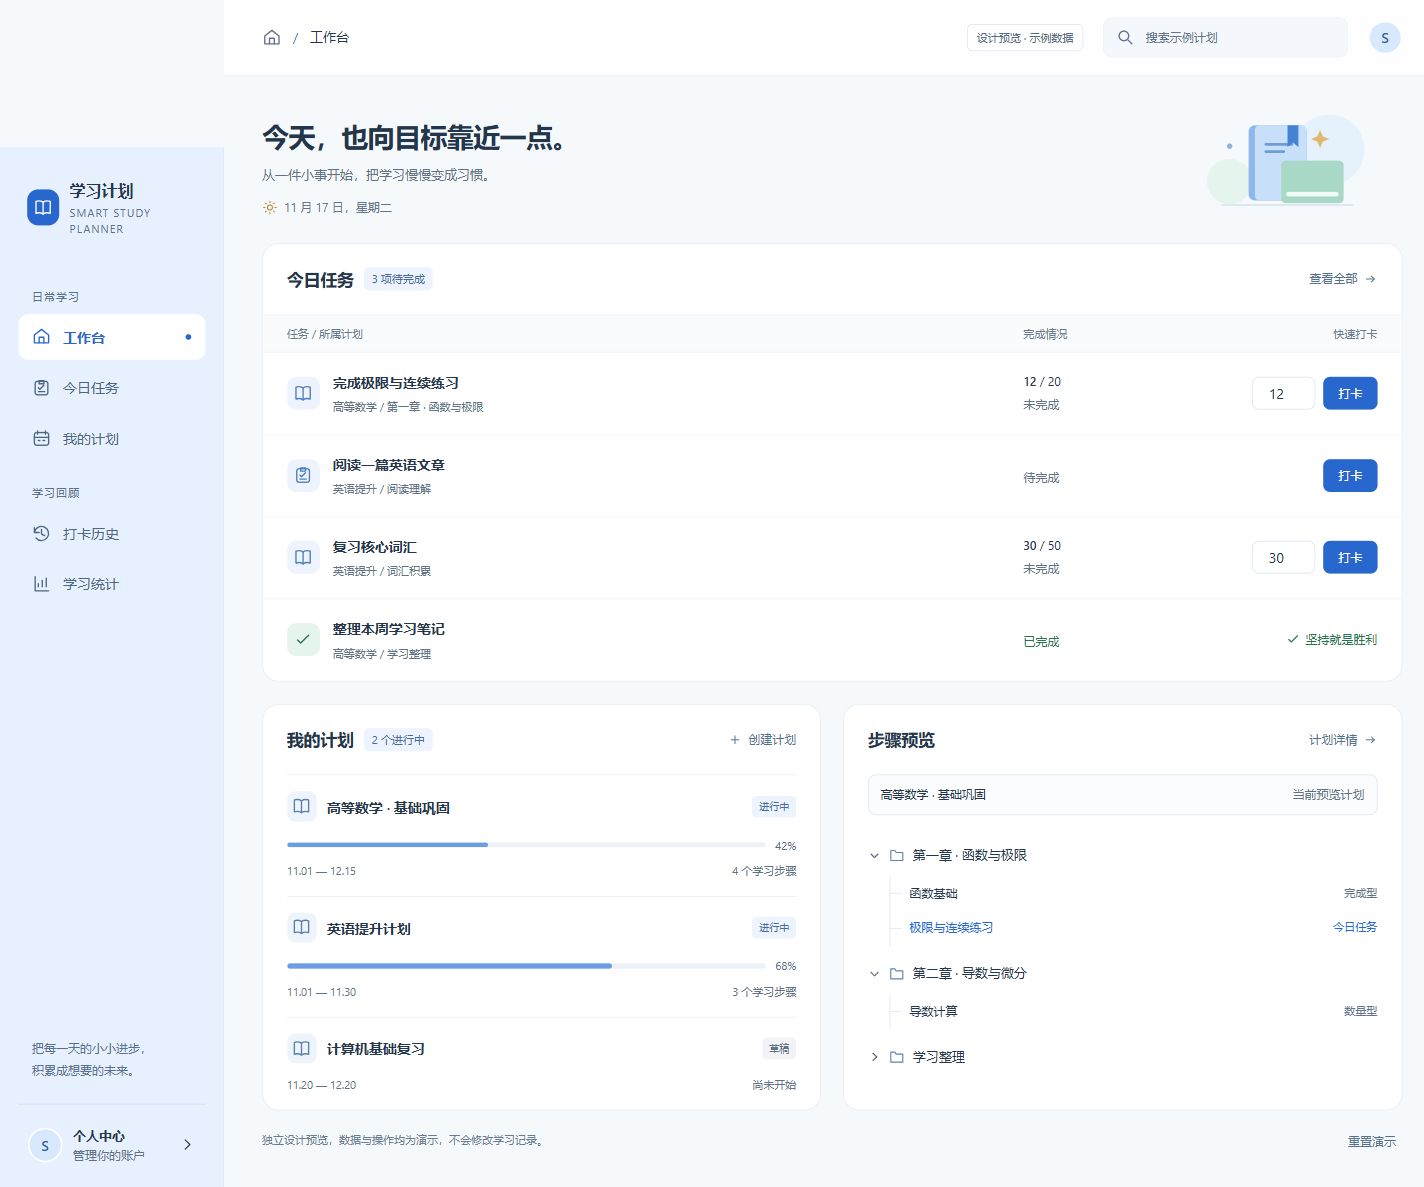 学习计划
SMART STUDY
PLANNER
日常学习
工作台
今日任务
我的计划
学习回顾
打卡历史
学习统计
把每一天的小小进步，
积累成想要的未来。
S
个人中心
管理你的账户
/ 工作台
设计预览 · 示例数据
搜索示例计划
S
今天，也向目标靠近一点。
从一件小事开始，把学习慢慢变成习惯。
11 月 17 日，星期二
今日任务 3 项待完成 查看全部 →
任务 / 所属计划 完成情况 快速打卡
完成极限与连续练习
高等数学 / 第一章 · 函数与极限
12 / 20
未完成
12 打卡
阅读一篇英语文章
英语提升 / 阅读理解
待完成
打卡
复习核心词汇
英语提升 / 词汇积累
30 / 50
未完成
30 打卡
整理本周学习笔记
高等数学 / 学习整理
已完成
坚持就是胜利
我的计划 2 个进行中 + 创建计划
高等数学 · 基础巩固 进行中
42%
11.01 — 12.15 4 个学习步骤
英语提升计划 进行中
68%
11.01 — 11.30 3 个学习步骤
计算机基础复习 草稿
11.20 — 12.20 尚未开始
步骤预览 计划详情 →
高等数学 · 基础巩固 当前预览计划
第一章 · 函数与极限
函数基础 完成型
极限与连续练习 今日任务
第二章 · 导数与微分
导数计算 数量型
学习整理
独立设计预览，数据与操作均为演示，不会修改学习记录。
重置演示